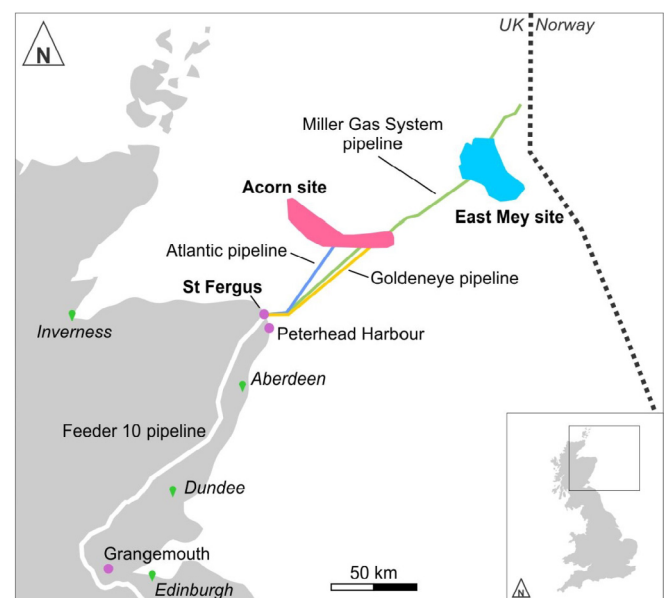 UK
Norway
N
Miller Gas System
pipeline
Acorn site
East Mey site
Atlantic pipeline
Goldeneye pipeline
St Fergus
Inverness
Peterhead Harbour
Aberdeen
Feeder 10 pipeline
Dundee
Grangemouth
50 km
Edinburgh
N